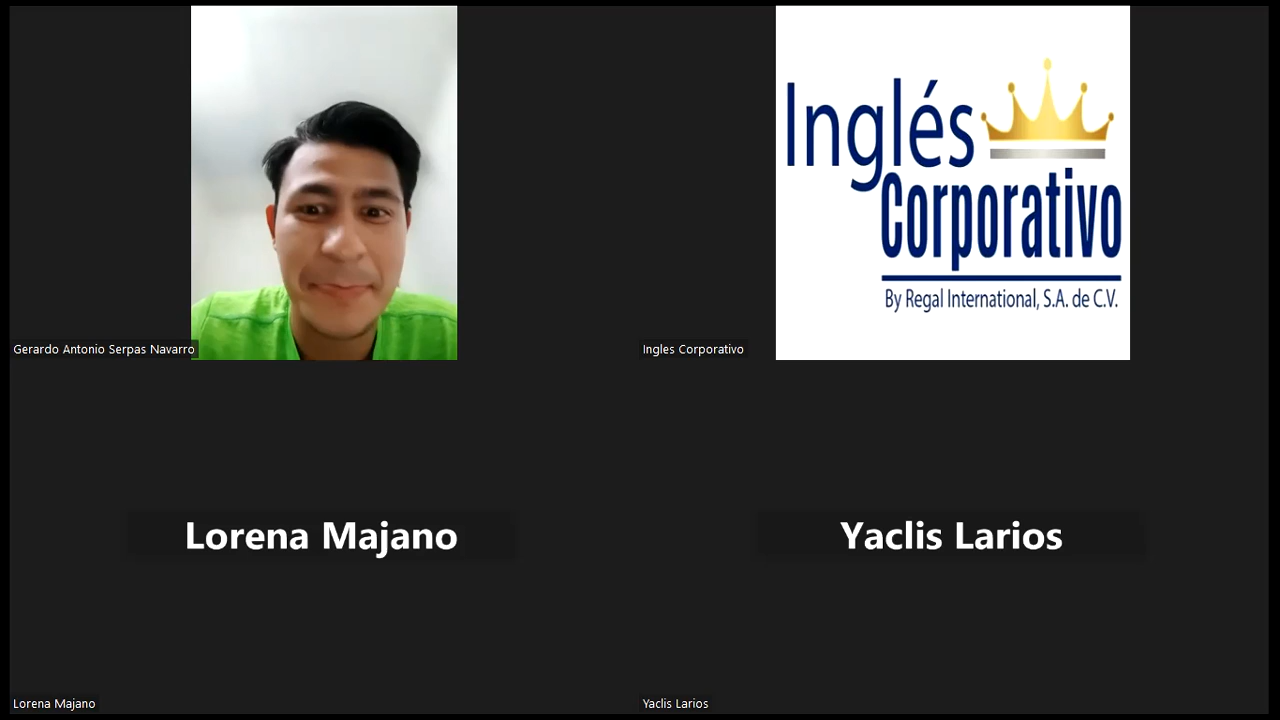 Inglés
Corporativo
By Regal International, S.A. de C.V.
Gerardo Antonio Serpas Navarro
Ingles Corporativo
Lorena Majano
Yaclis Larios
Lorena Majano
Yaclis Larios